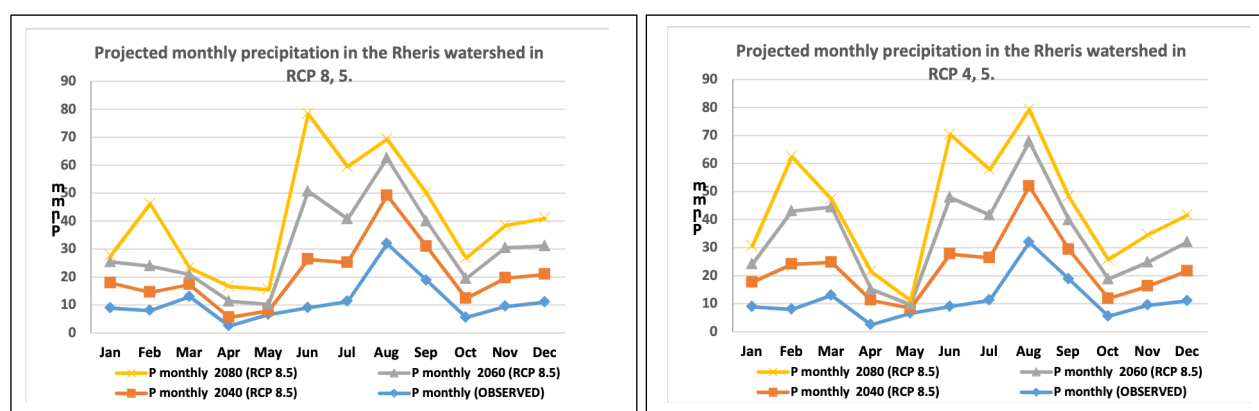 Projected monthly precipitation in the Rheris watershed in
RCP 8, 5.
90
80
70
60
50
40
30
20
10
0
Pnmm
Jan Feb Mar Apr May Jun Jul Aug Sep Oct Nov Dec
P monthly 2080 (RCP 8.5) P monthly 2060 (RCP 8.5)
P monthly 2040 (RCP 8.5) P monthly (OBSERVED)
Projected monthly precipitation in the Rheris watershed in
RCP 4, 5.
90
80
70
60
50
40
30
20
10
0
Pnmm
Jan Feb Mar Apr May Jun Jul Aug Sep Oct Nov Dec
P monthly 2080 (RCP 8.5) P monthly 2060 (RCP 8.5)
P monthly 2040 (RCP 8.5) P monthly (OBSERVED)